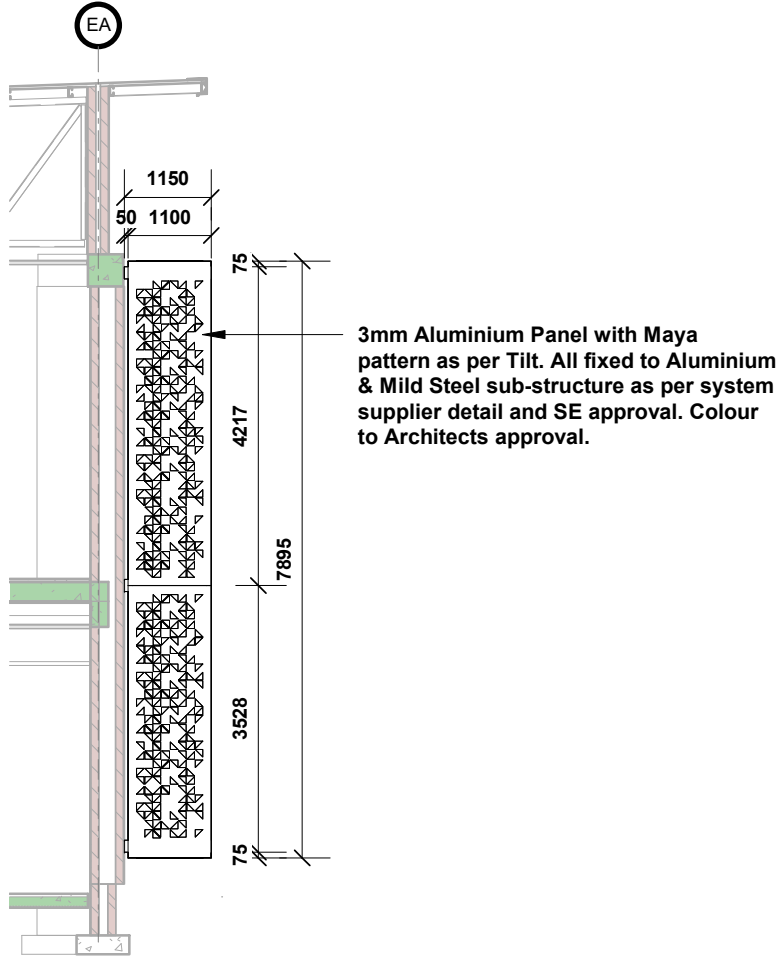 EA
1150
50 1100
75
3mm Aluminium Panel with Maya
pattern as per Tilt. All fixed to Aluminium
& Mild Steel sub-structure as per system
supplier detail and SE approval. Colour
to Architects approval.
4217
7895
3528
75